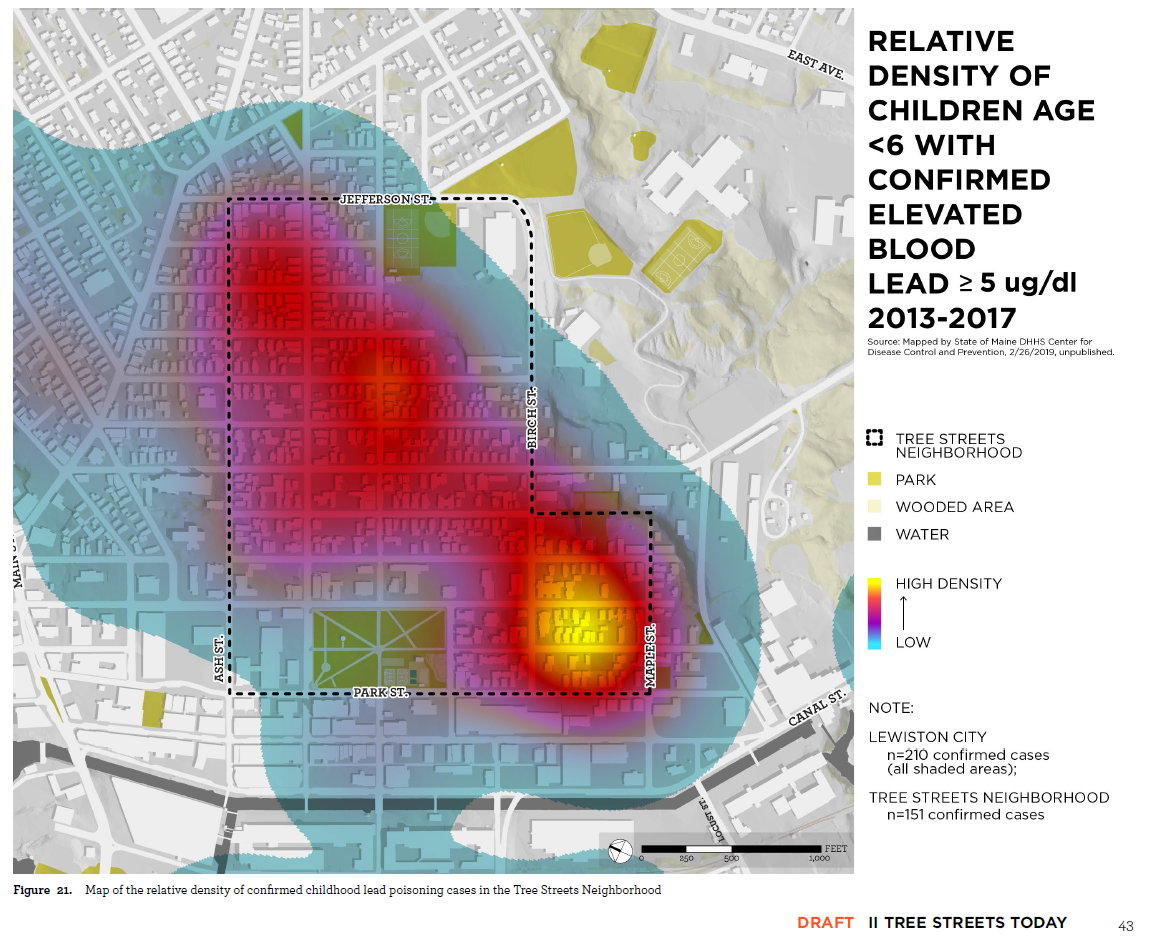 RELATIVE
DENSITY OF
CHILDREN AGE
<6 WITH
CONFIRMED
ELEVATED
BLOOD
LEAD ≥ 5 ug/dl
2013-2017
Source: Mapped by State of Maine DHHS Center for
Disease Control and Prevention, 2/26/2019, unpublished.
TREE STREETS
NEIGHBORHOOD
PARK
WOODED AREA
WATER
HIGH DENSITY
LOW
NOTE:
LEWISTON CITY
n=210 confirmed cases
(all shaded areas);
TREE STREETS NEIGHBORHOOD
n=151 confirmed cases
EAST AVE.
JEFFERSON ST.
BIRCH ST.
MAIN S
ASH ST.
MAPLE ST.
PARK ST.
CANAL ST.
LOCUST ST.
0 250 500 1,000 FEET
Figure 21. Map of the relative density of confirmed childhood lead poisoning cases in the Tree Streets Neighborhood
DRAFT II TREE STREETS TODAY 43